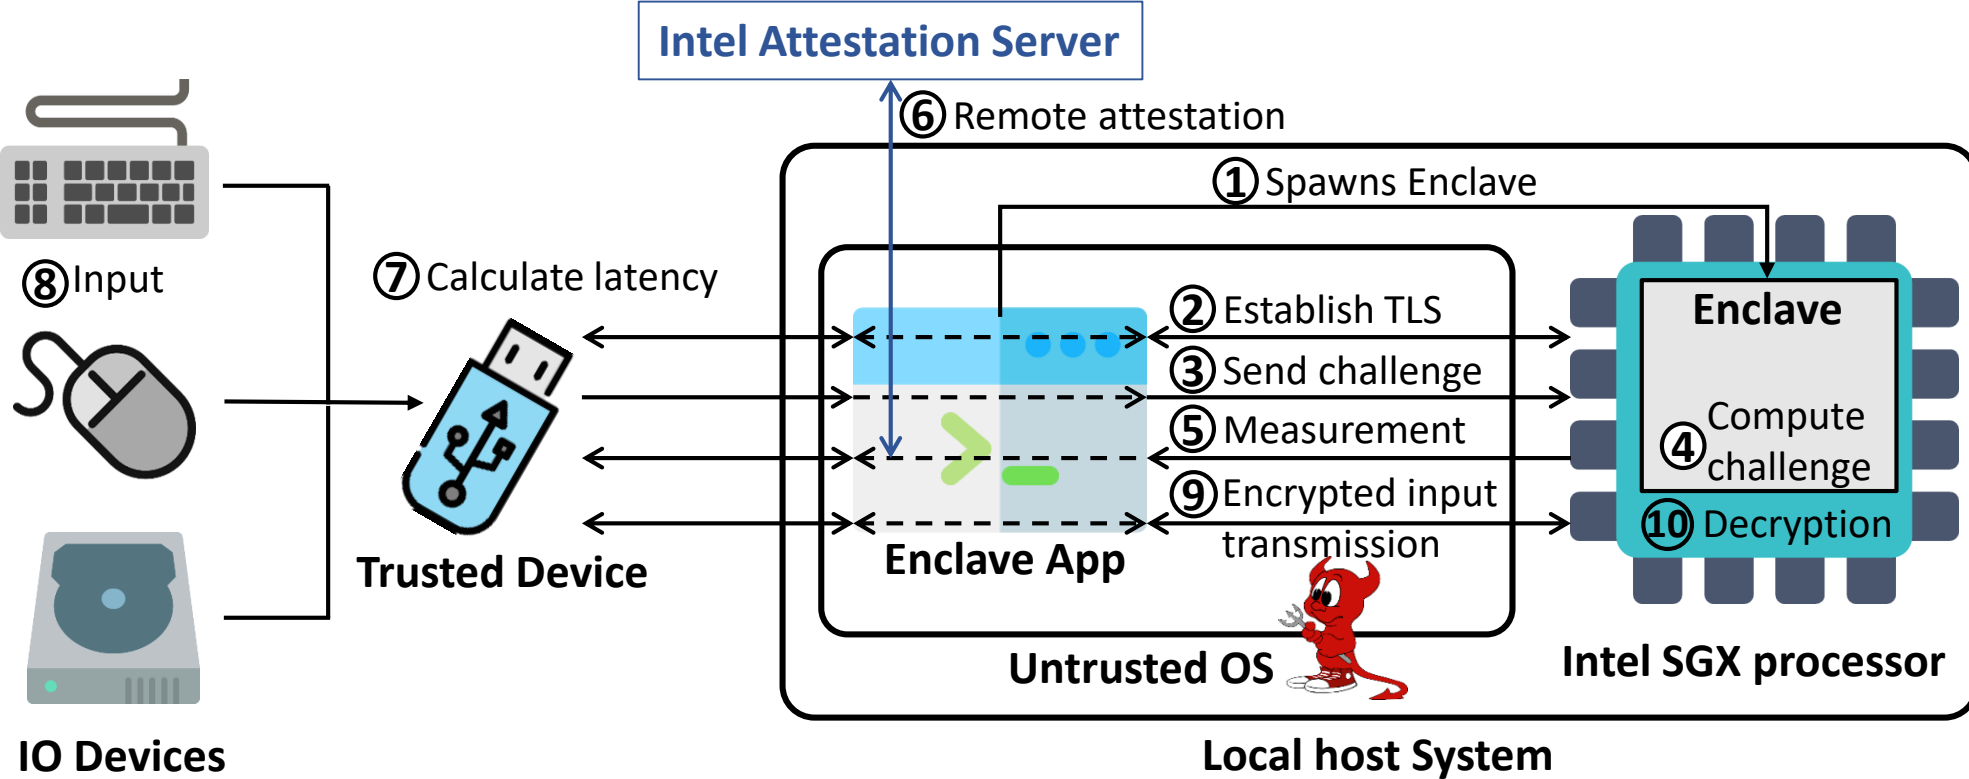 Intel Attestation Server
6 Remote attestation
1 Spawns Enclave
8 Input
7 Calculate latency
2 Establish TLS
3 Send challenge
5 Measurement
9 Encrypted input
transmission
Enclave
4 Compute
challenge
10 Decryption
Trusted Device
Enclave App
Untrusted OS
Intel SGX processor
IO Devices
Local host System